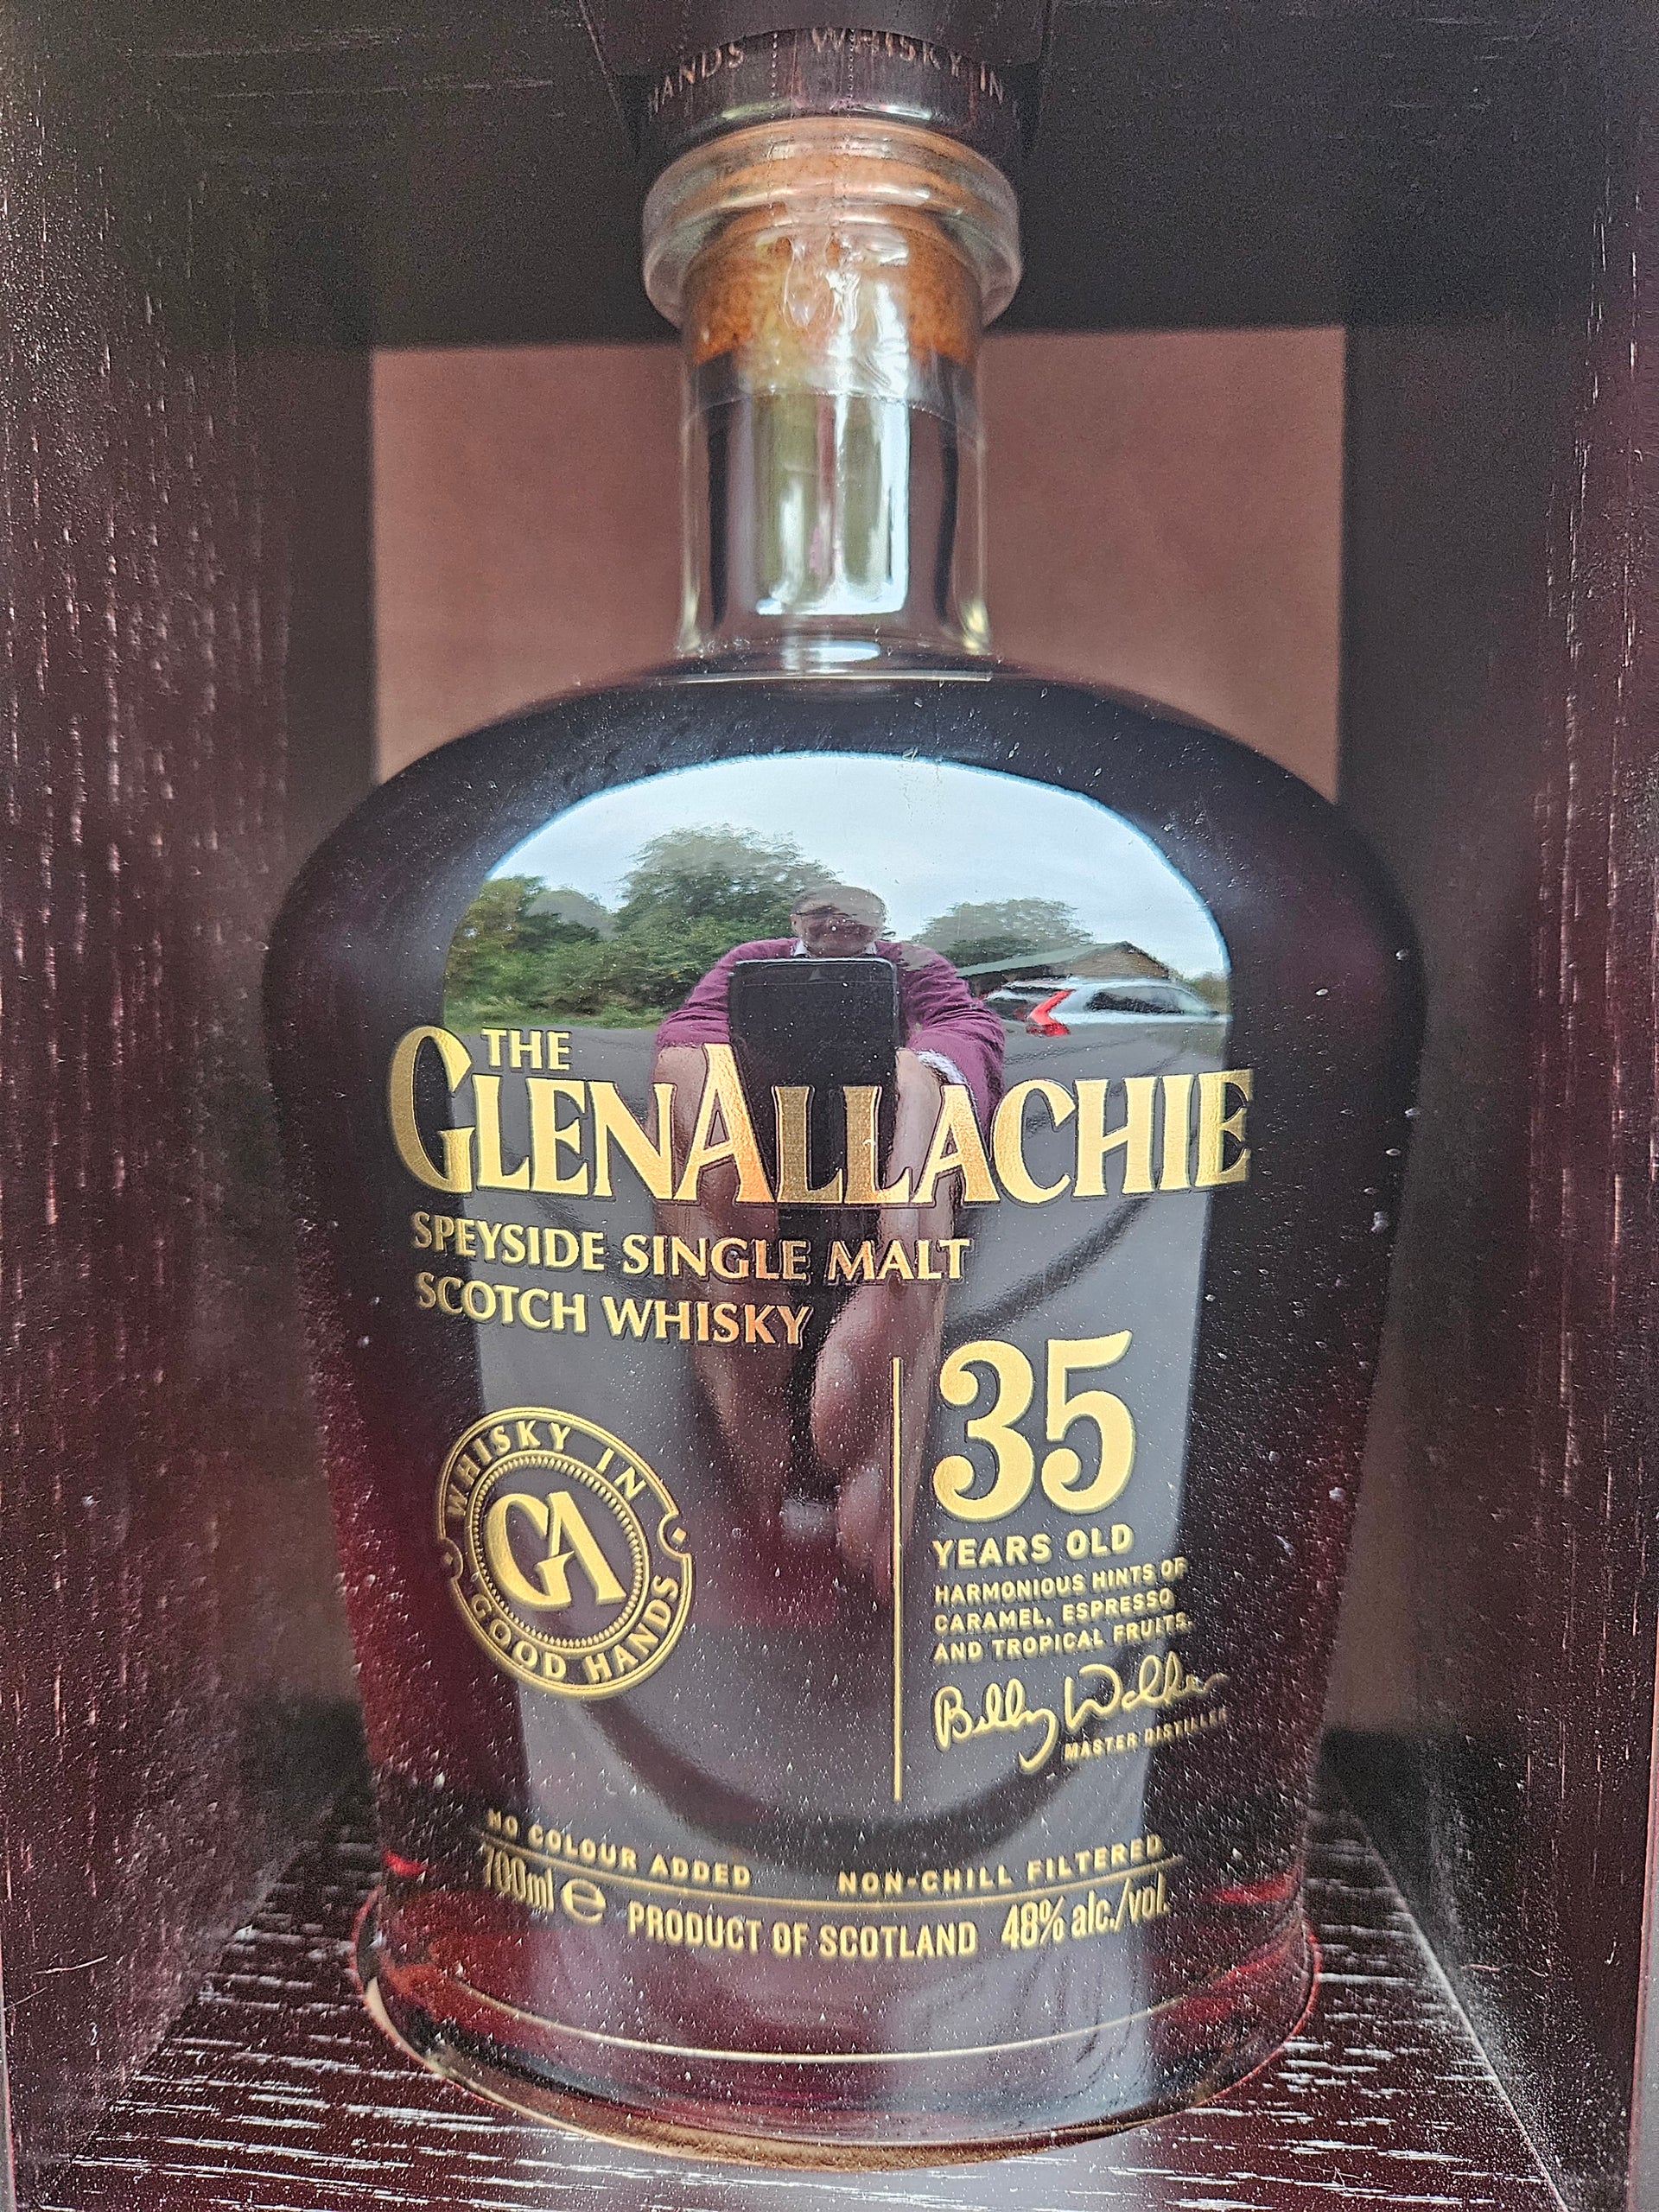 HANDS WHISKY IN
THE
GLENALLACHIE
SPEYSIDE SINGLE MALT
SCOTCH WHISKY
WHISKY IN
GA
GOOD HANDS
35
YEARS OLD
HARMONIOUS HINTS OF
CARAMEL, ESPRESSO
AND TROPICAL FRUITS.
Billy Walker
MASTER DISTILLER
NO COLOUR ADDED NON-CHILL FILTERED
700ml e PRODUCT OF SCOTLAND 48% alc./vol.